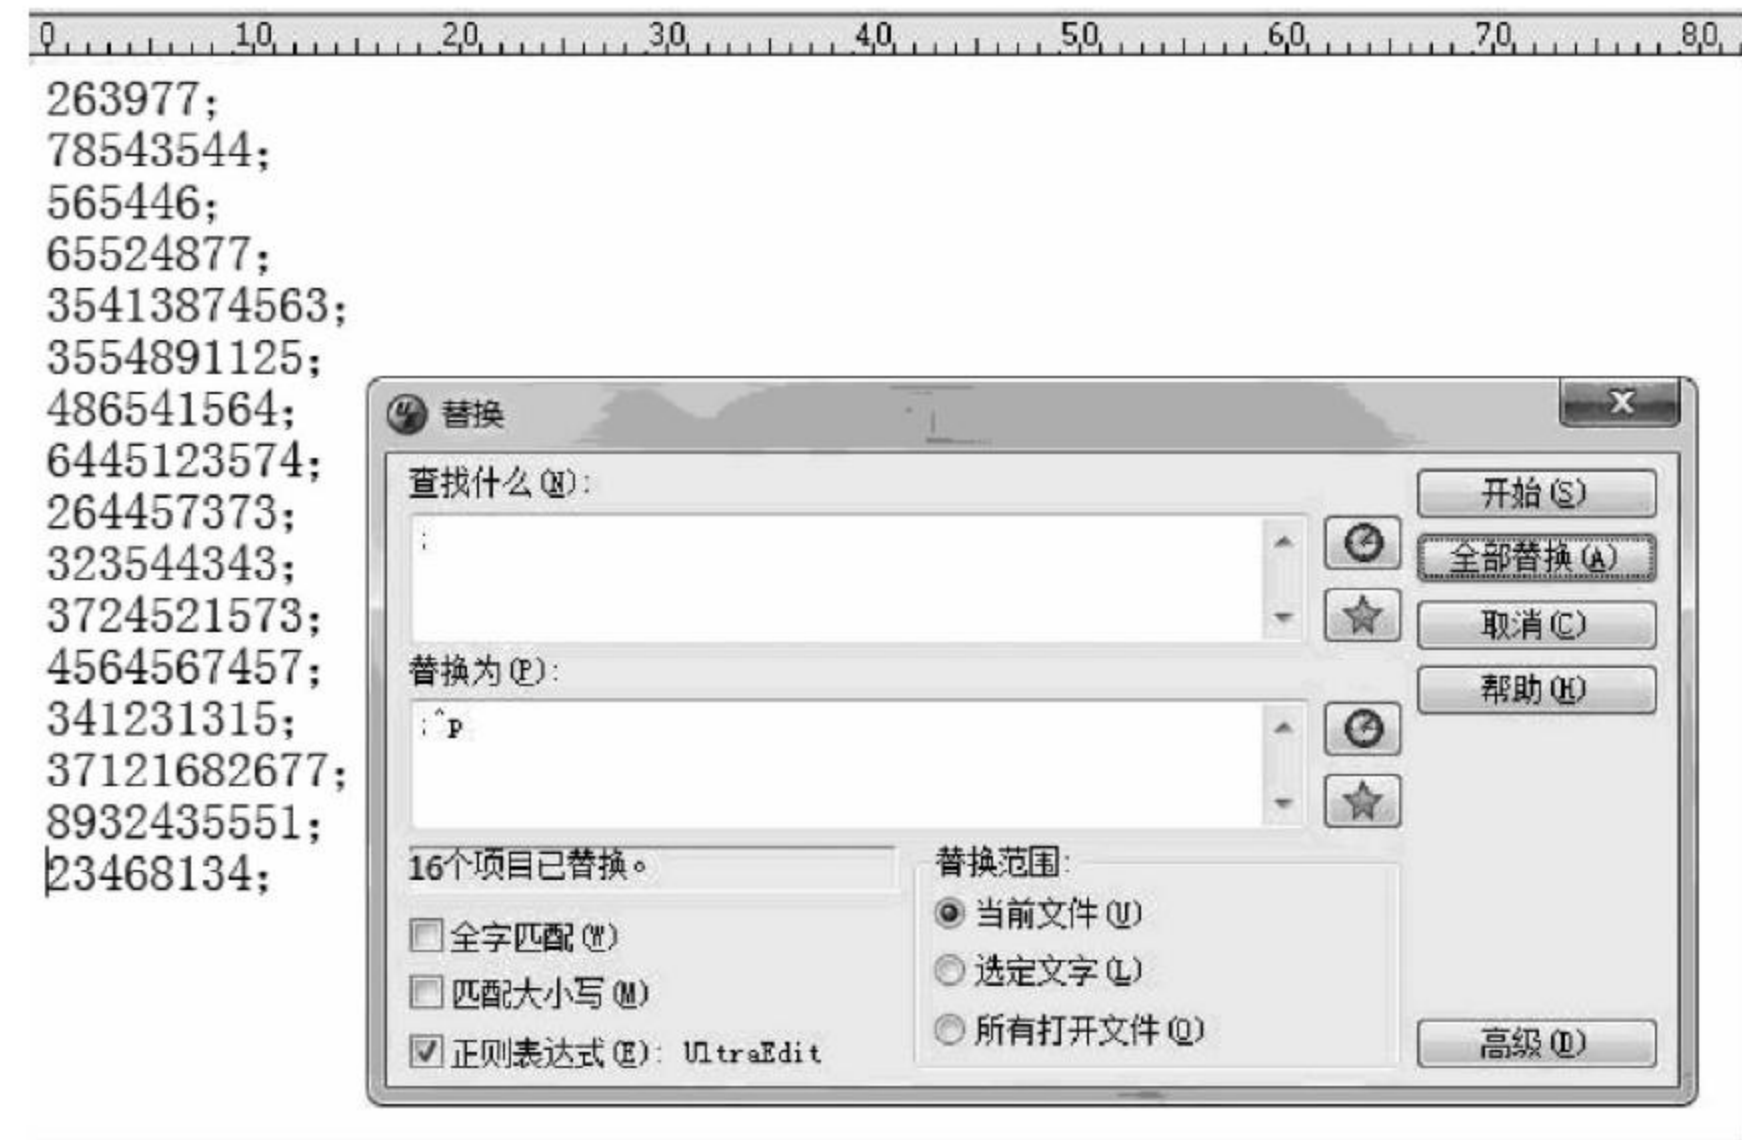 0 10 20 30 40 50 60 70 80
263977;
78543544;
565446;
65524877;
35413874563;
3554891125;
486541564;
6445123574;
264457373;
323544343;
3724521573;
4564567457;
341231315;
37121682677;
8932435551;
23468134;
替换
查找什么(N):
;
替换为(P):
;^p
16个项目已替换。
全字匹配(W)
匹配大小写(M)
正则表达式(E): UltraEdit
替换范围:
当前文件(U)
选定文字(L)
所有打开文件(O)
开始(S)
全部替换(A)
取消(C)
帮助(H)
高级(D)